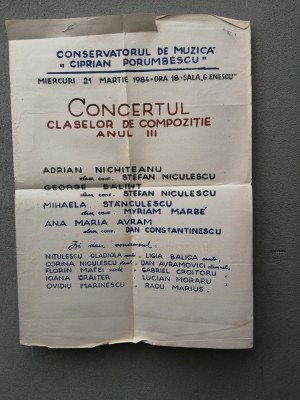 CONSERVATORUL DE MUZICĂ
"CIPRIAN PORUMBESCU"
MIERCURI 21 MARTIE 1984 - ORA 18 - SALA „G. ENESCU"
CONCERTUL
CLASELOR DE COMPOZIȚIE
ANUL III
ADRIAN NICHITEANU
clasa conf. ȘTEFAN NICULESCU
GEORGE BALINT
clasa conf. ȘTEFAN NICULESCU
MIHAELA STĂNCULESCU
clasa conf. MYRIAM MARBE
ANA MARIA AVRAM
clasa conf. DAN CONSTANTINESCU
Își dau concursul:
NIȚULESCU GLADIOLA LIGIA BALICA
CORINA NICULESCU DAN AVRAMOVICI
FLORIN MATEI GABRIEL CROITORU
IOANA CRAITER LUCIAN MORARU
OVIDIU MARINESCU RADU MARIUS